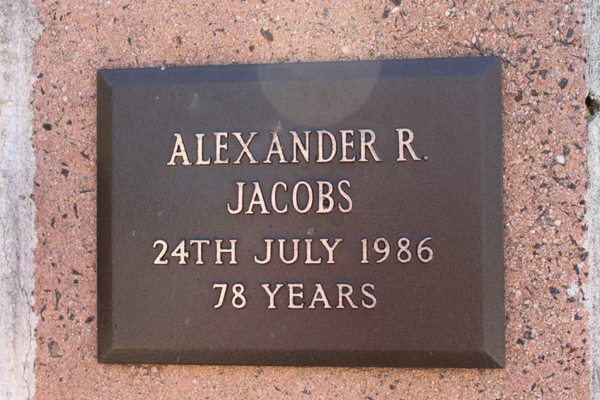 ALEXANDER R.
JACOBS
24TH JULY 1986
78 YEARS